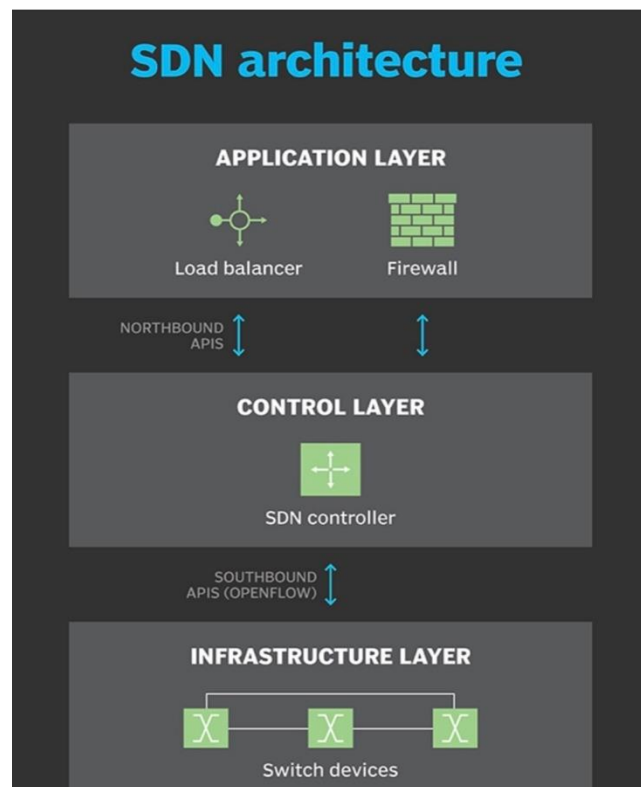 SDN architecture
APPLICATION LAYER
Load balancer
Firewall
NORTHBOUND
APIS
CONTROL LAYER
SDN controller
SOUTHBOUND
APIS (OPENFLOW)
INFRASTRUCTURE LAYER
Switch devices